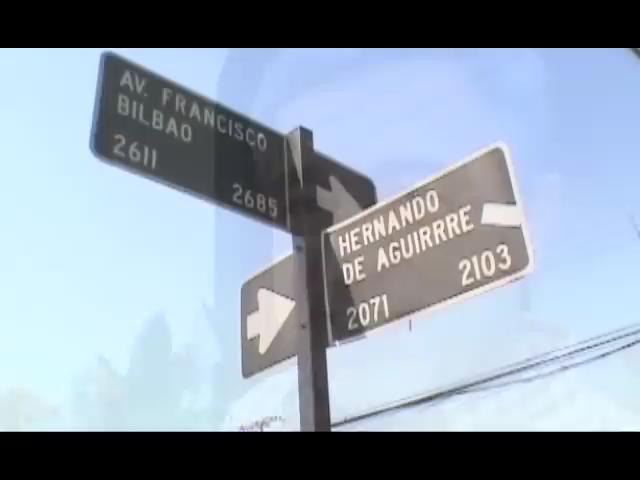 AV. FRANCISCO
BILBAO
2611 2685
HERNANDO
DE AGUIRRRE
2071 2103